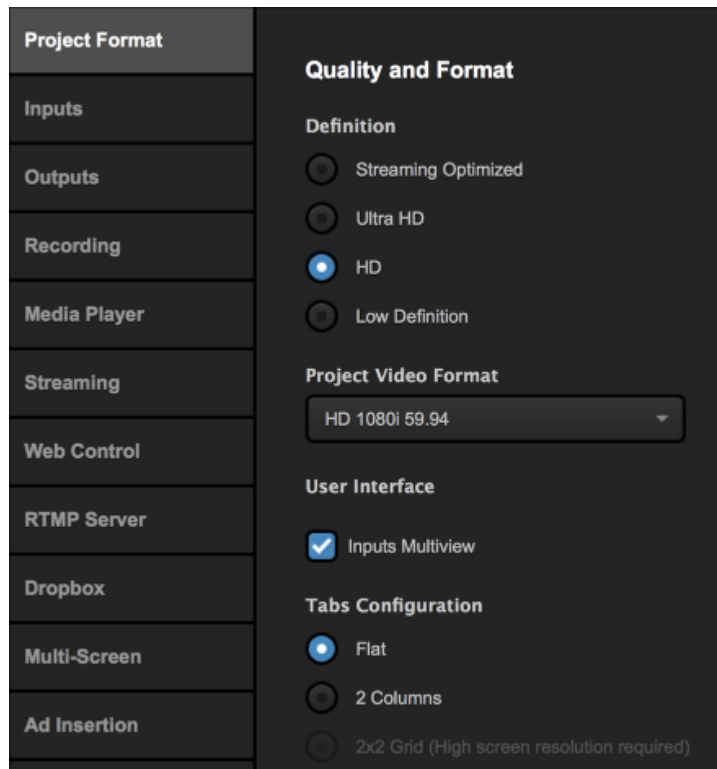 Project Format
Inputs
Outputs
Recording
Media Player
Streaming
Web Control
RTMP Server
Dropbox
Multi-Screen
Ad Insertion
Quality and Format
Definition
Streaming Optimized
Ultra HD
HD
Low Definition
Project Video Format
HD 1080i 59.94
User Interface
Inputs Multiview
Tabs Configuration
Flat
2 Columns
2x2 Grid (High screen resolution required)